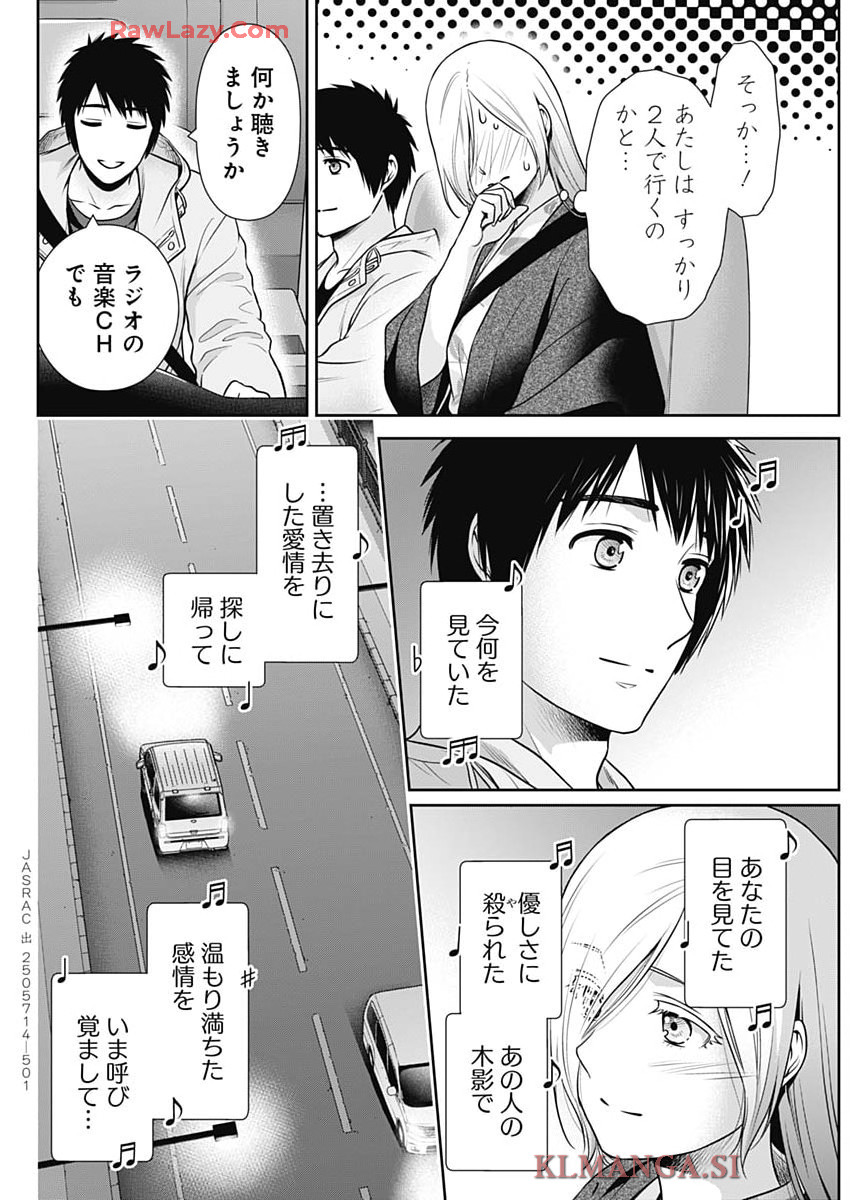 RawLazy.Com
そっか…！
あたしは すっかり
２人で行くの
かと…
何か聴き
ましょうか
ラジオの
音楽CH
でも
今何を
見ていた
あなたの
目を見てた
優しさに
殺られた
や
あの人の
木影で
…置き去りに
した愛情を
探しに
帰って
温もり満ちた
感情を
いま呼び
覚まして…
JASRAC 出 2505714―501
KLMANGA.SI